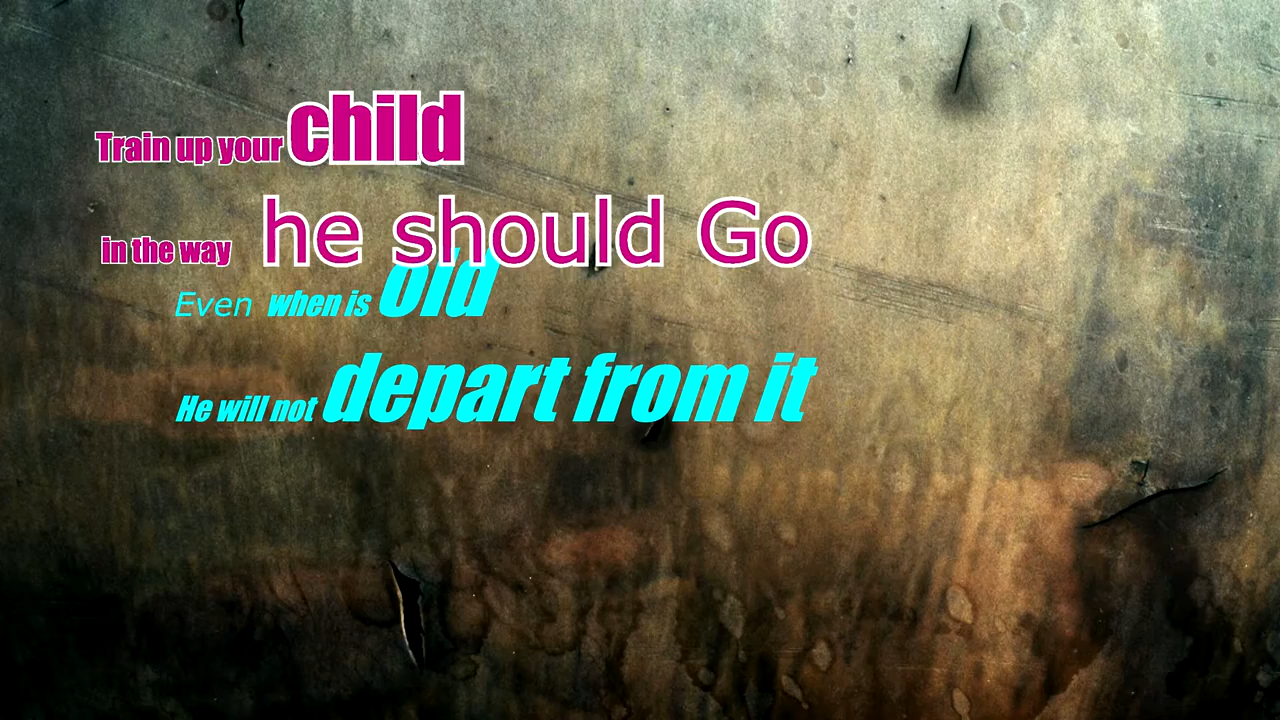 Train up your child
in the way he should Go
Even when is old
He will not depart from it